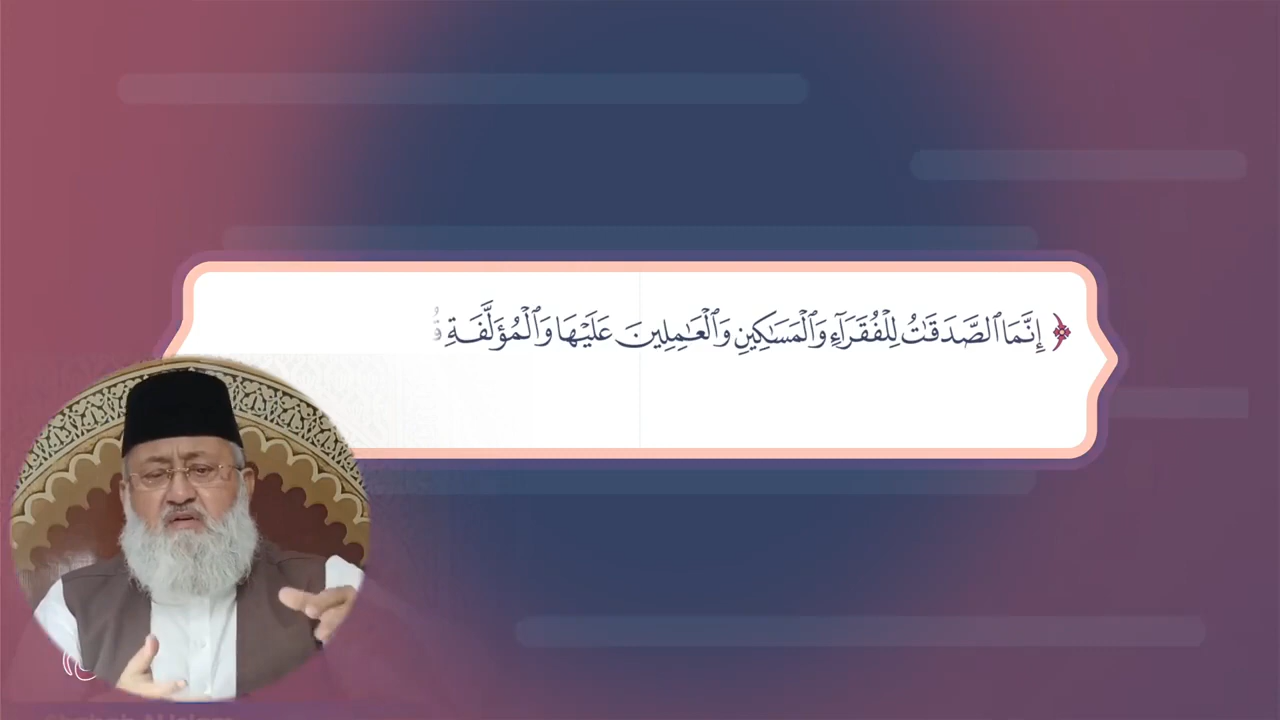 ﴿ إِنَّمَا ٱلصَّدَقَٰتُ لِلْفُقَرَآءِ وَٱلْمَسَٰكِينِ وَٱلْعَٰمِلِينَ عَلَيْهَا وَٱلْمُؤَلَّفَةِ